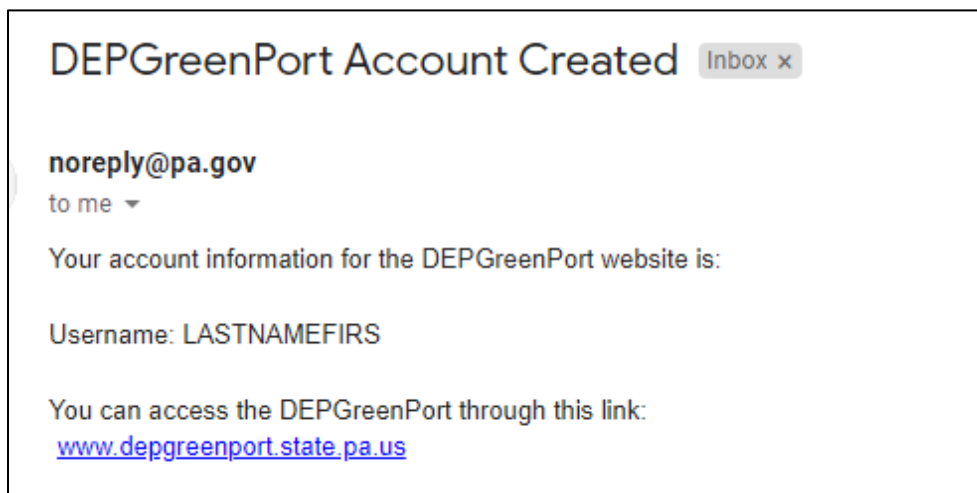 DEPGreenPort Account Created Inbox x
noreply@pa.gov
to me
Your account information for the DEPGreenPort website is:
Username: LASTNAMEFIRS
You can access the DEPGreenPort through this link:
www.depgreenport.state.pa.us